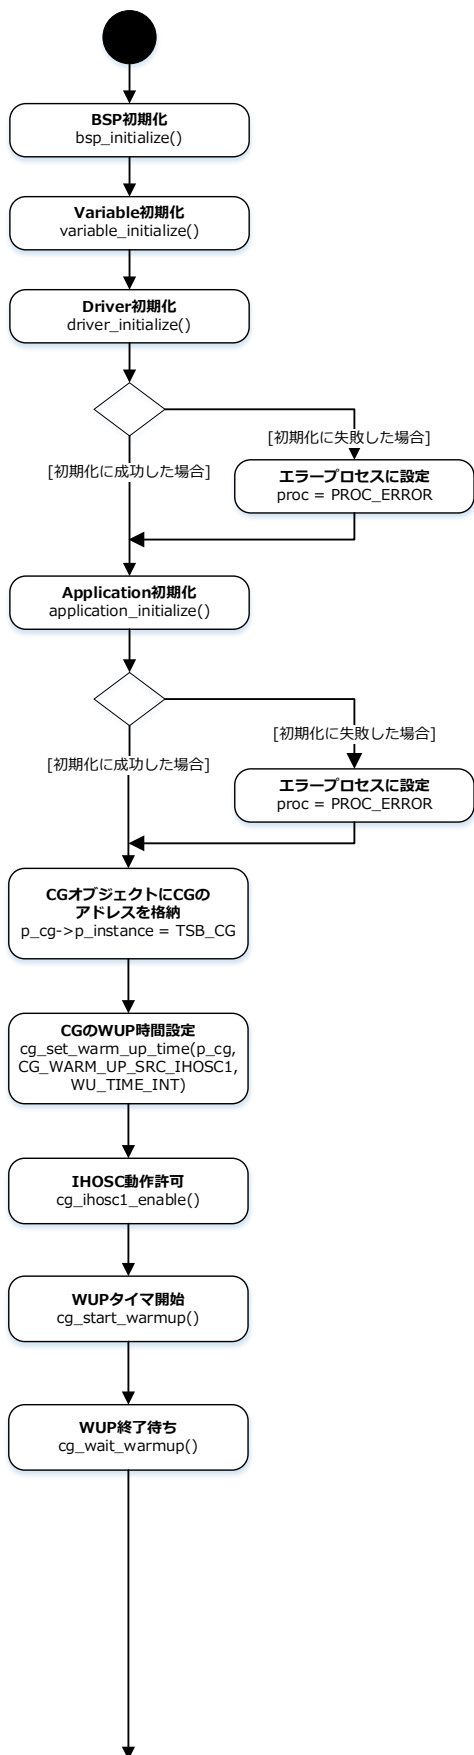 BSP初期化
bsp_initialize()
Variable初期化
variable_initialize()
Driver初期化
driver_initialize()
[初期化に失敗した場合]
[初期化に成功した場合]
エラープロセスに設定
proc = PROC_ERROR
Application初期化
application_initialize()
[初期化に失敗した場合]
[初期化に成功した場合]
エラープロセスに設定
proc = PROC_ERROR
CGオブジェクトにCGの
アドレスを格納
p_cg->p_instance = TSB_CG
CGのWUP時間設定
cg_set_warm_up_time(p_cg,
CG_WARM_UP_SRC_IHOSC1,
WU_TIME_INT)
IHOSC動作許可
cg_ihosc1_enable()
WUPタイマ開始
cg_start_warmup()
WUP終了待ち
cg_wait_warmup()